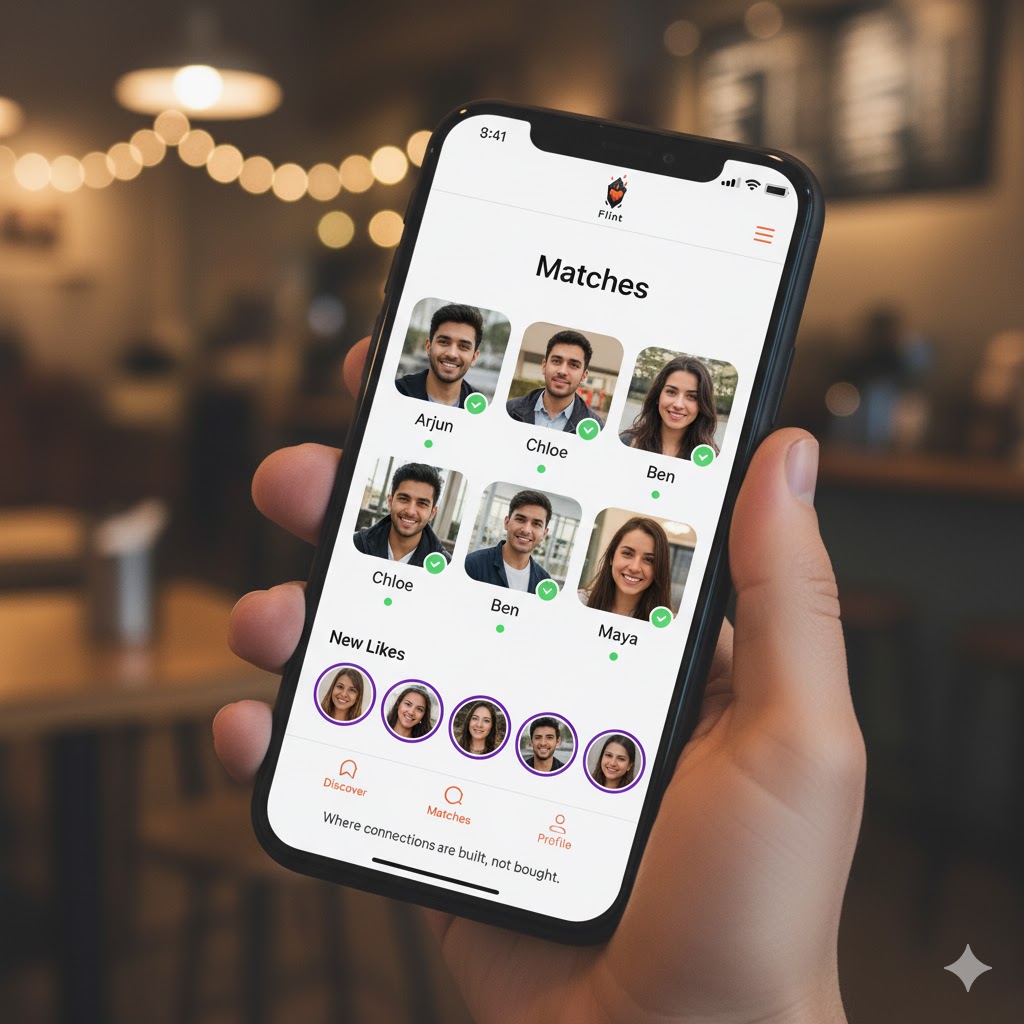 8:41
Flint
Matches
Arjun
Chloe
Ben
Chloe
Ben
Maya
New Likes
Discover
Matches
Profile
Where connections are built, not bought.